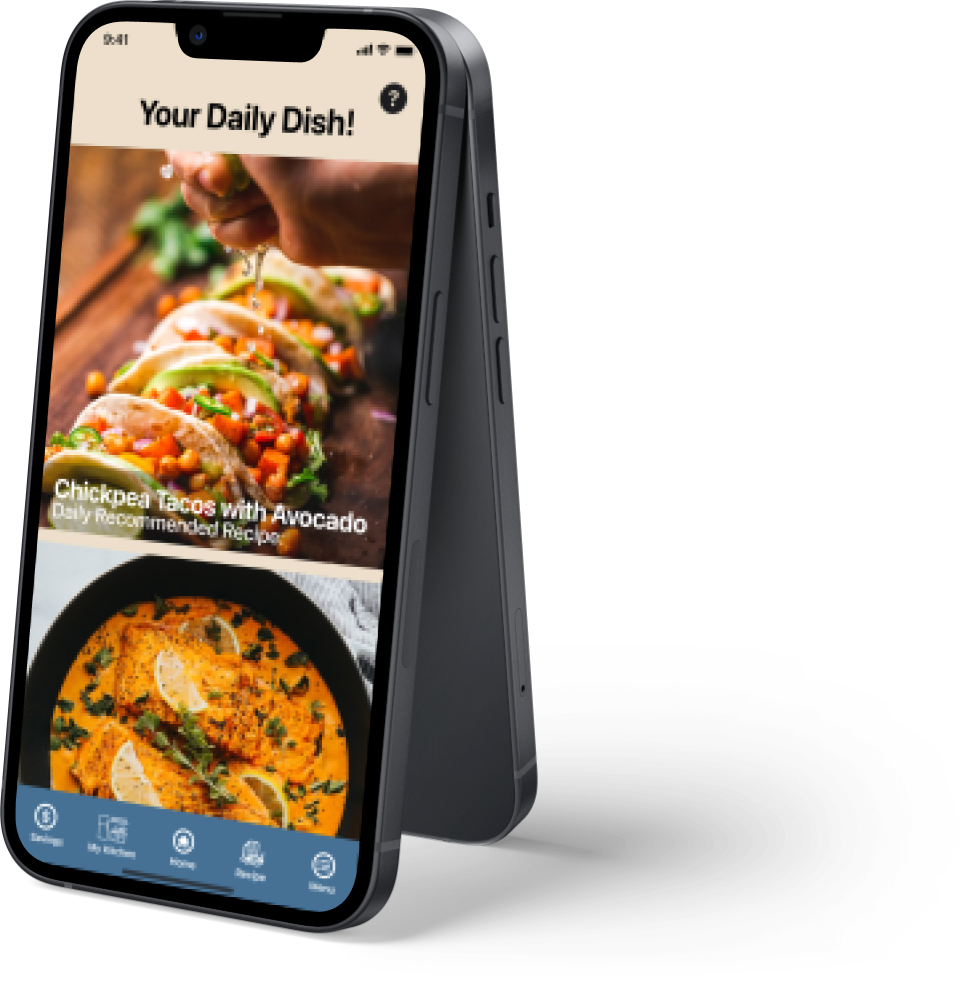 9:41
?
Your Daily Dish!
Chickpea Tacos with Avocado
Daily Recommended Recipe
$
Savings
My Kitchen
Home
Recipe
Menu